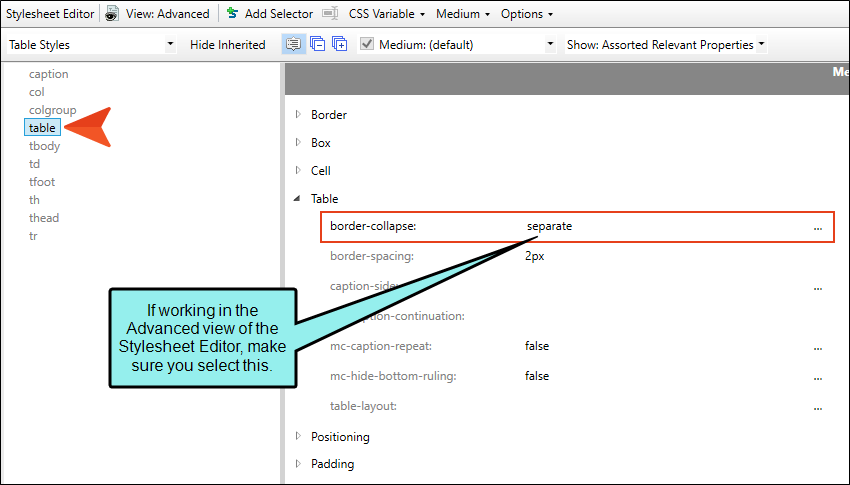 Stylesheet Editor View: Advanced Add Selector CSS Variable Medium Options
Table Styles Hide Inherited Medium: (default) Show: Assorted Relevant Properties
caption
col
colgroup
table
tbody
td
tfoot
th
thead
tr
Me
Border
Box
Cell
Table
border-collapse: separate ...
border-spacing: 2px
caption-side: ...
ption-continuation:
mc-caption-repeat: false ...
mc-hide-bottom-ruling: false ...
table-layout: ...
Positioning
Padding
If working in the
Advanced view of the
Stylesheet Editor, make
sure you select this.